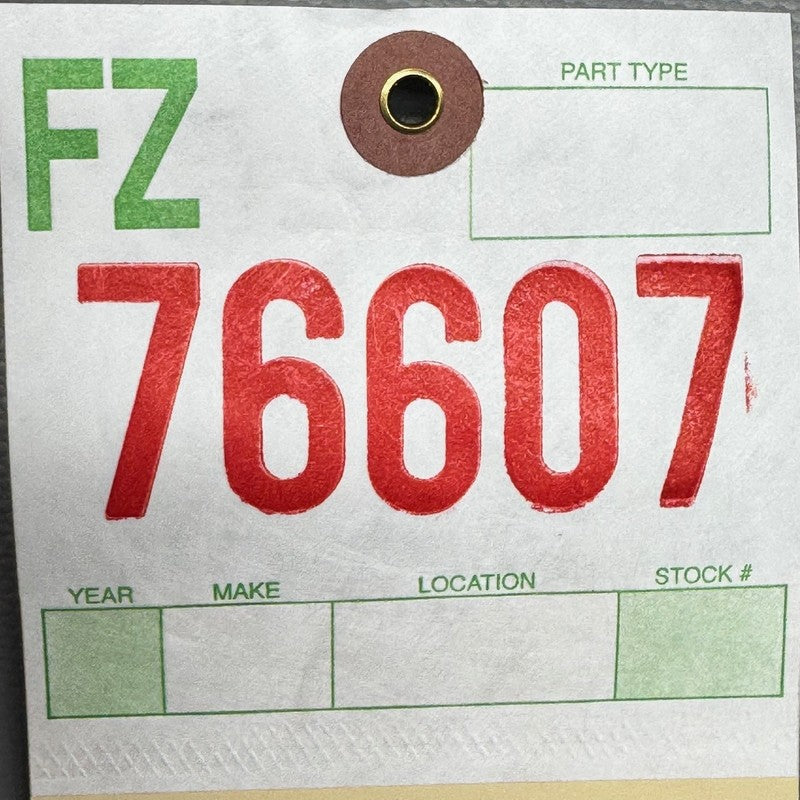 FZ
PART TYPE
76607
YEAR MAKE LOCATION STOCK #